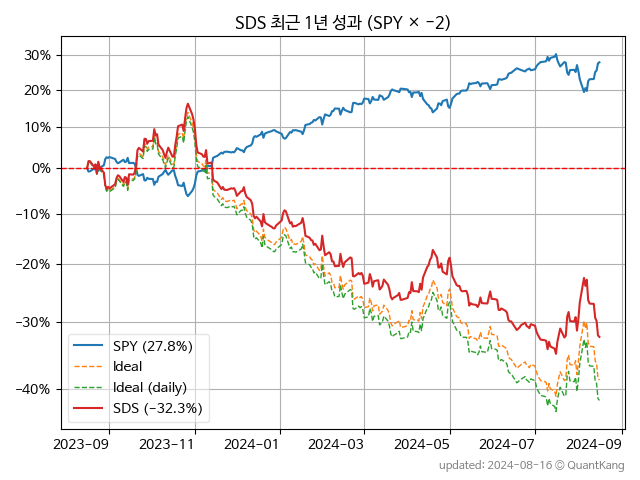 SDS 최근 1년 성과 (SPY × −2)
30%
20%
10%
0%
−10%
−20%
−30%
−40%
SPY (27.8%)
Ideal
Ideal (daily)
SDS (−32.3%)
2023−09
2023−11
2024−01
2024−03
2024−05
2024−07
2024−09
updated: 2024-08-16 ⓒ QuantKang